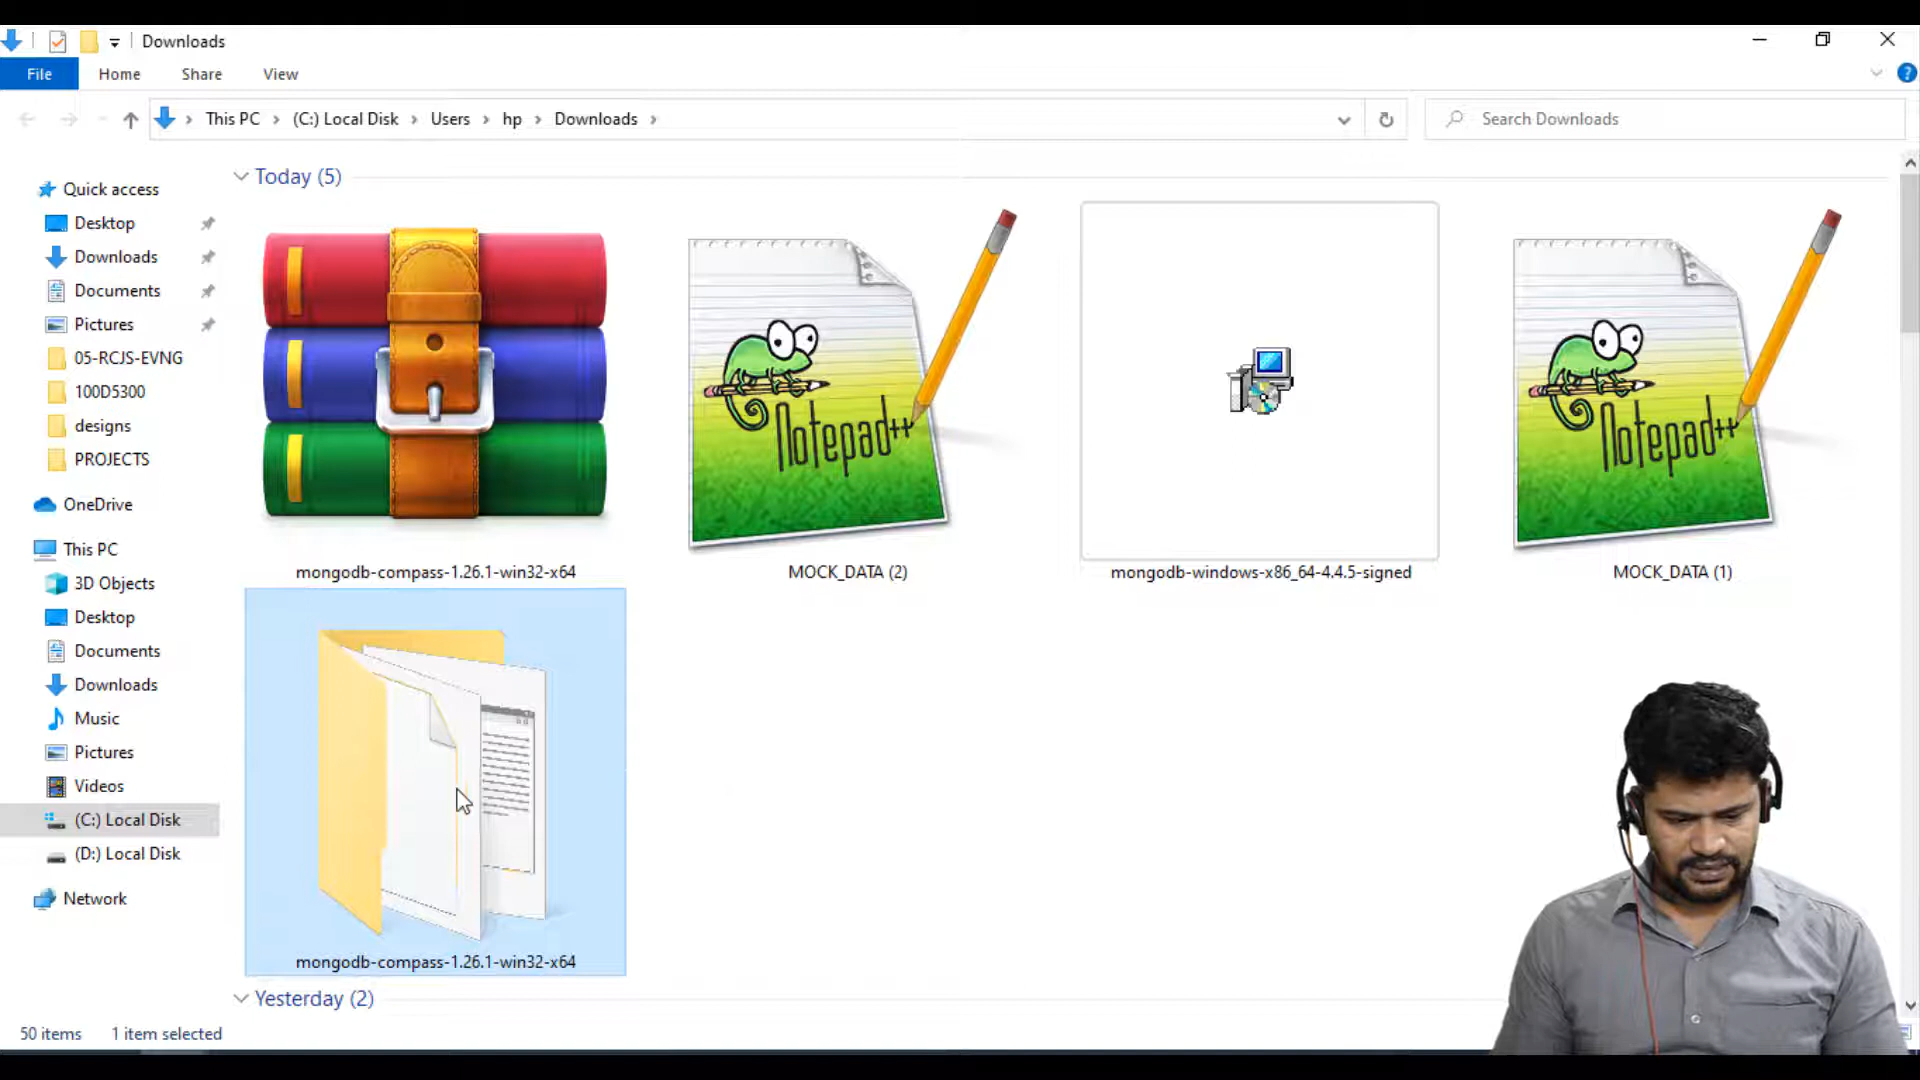 Downloads
File Home Share View
This PC (C:) Local Disk Users hp Downloads
Search Downloads
Quick access
Desktop
Downloads
Documents
Pictures
05-RCJS-EVNG
100D5300
designs
PROJECTS
OneDrive
This PC
3D Objects
Desktop
Documents
Downloads
Music
Pictures
Videos
(C:) Local Disk
(D:) Local Disk
Network
Today (5)
Notepad++
Notepad++
mongodb-compass-1.26.1-win32-x64
MOCK_DATA (2)
mongodb-windows-x86_64-4.4.5-signed
MOCK_DATA (1)
mongodb-compass-1.26.1-win32-x64
Yesterday (2)
50 items 1 item selected